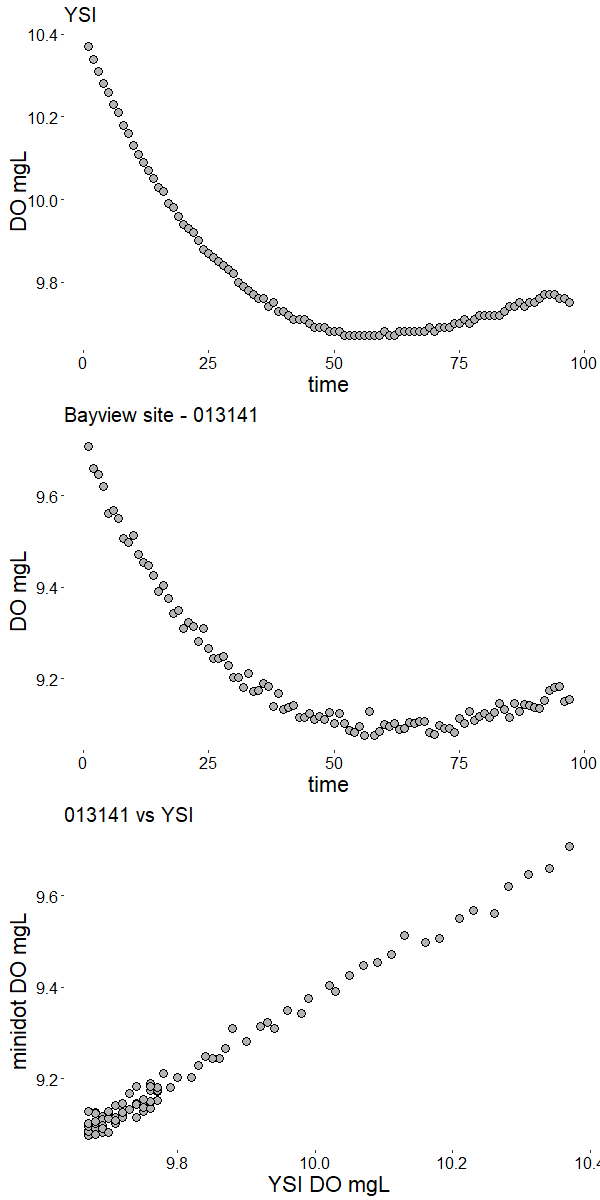 YSI
10.4
10.2
10.0
9.8
DO mgL
0 25 50 75 100
time
Bayview site - 013141
9.6
9.4
9.2
DO mgL
0 25 50 75 100
time
013141 vs YSI
9.6
9.4
9.2
minidot DO mgL
9.8 10.0 10.2 10.4
YSI DO mgL